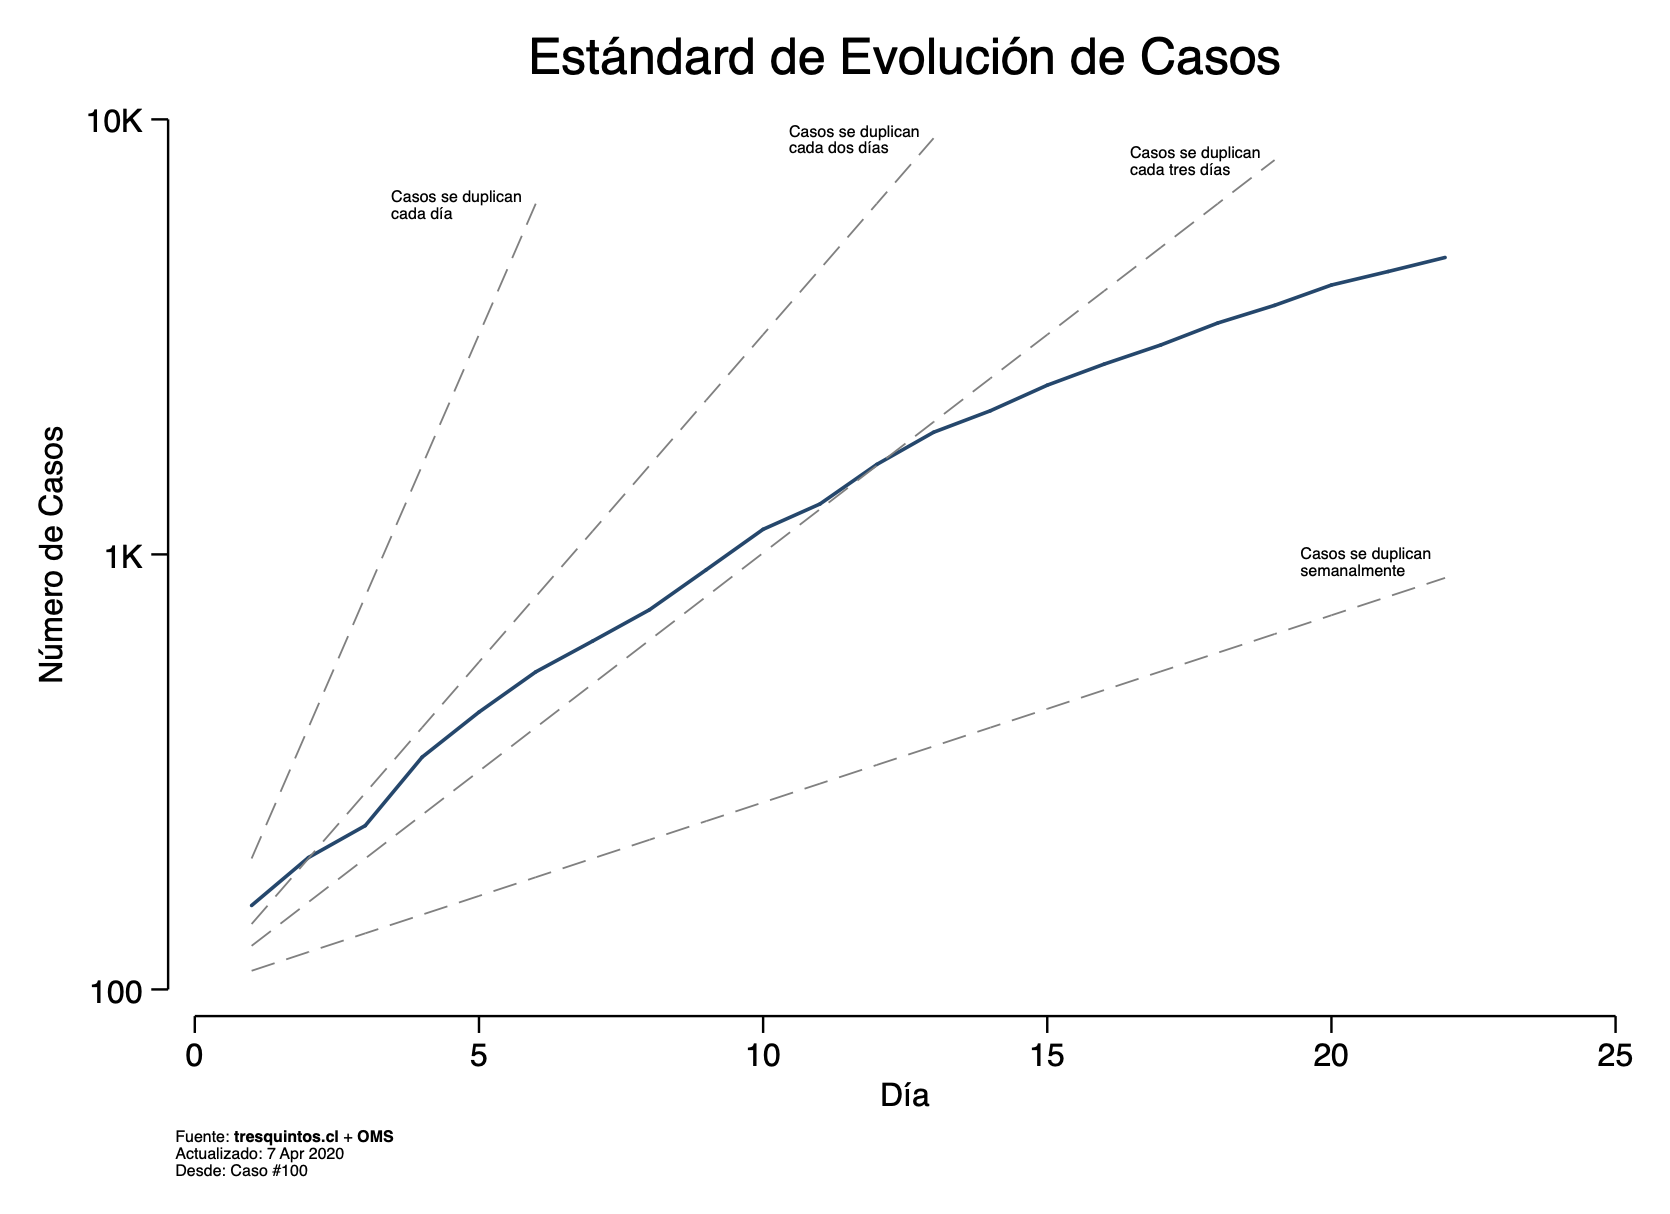 Estándard de Evolución de Casos
10K
1K
100
Número de Casos
Casos se duplican
cada día
Casos se duplican
cada dos días
Casos se duplican
cada tres días
Casos se duplican
semanalmente
0 5 10 15 20 25
Día
Fuente: tresquintos.cl + OMS
Actualizado: 7 Apr 2020
Desde: Caso #100